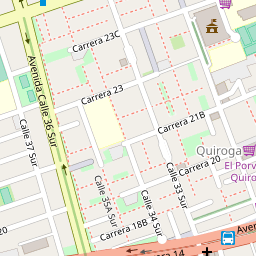 Carrera 23C
Avenida Calle 36 Sur
Carrera 23
Carrera 21B
Calle 37 Sur
Quiroga
El Porv
Quiro
Carrera 20
Calle 35A Sur
Calle 33 Sur
Calle 34 Sur
Carrera 18B
Carrera 14
Ave